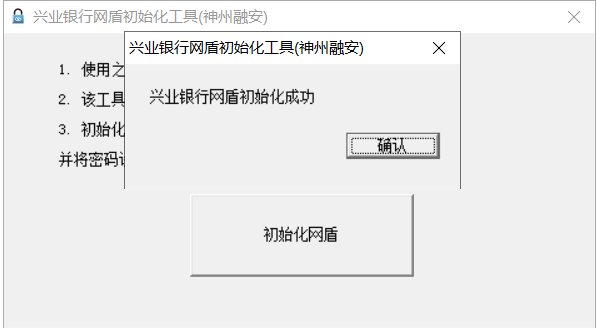 兴业银行网盾初始化工具(神州融安)
兴业银行网盾初始化工具(神州融安)
1. 使用之
2. 该工具
兴业银行网盾初始化成功
3. 初始化
确认
并将密码
初始化网盾